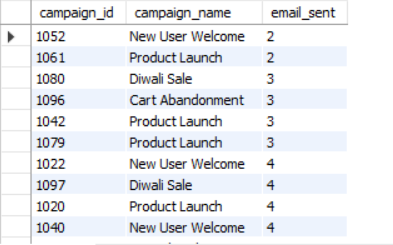 campaign_id campaign_name email_sent
1052 New User Welcome 2
1061 Product Launch 2
1080 Diwali Sale 3
1096 Cart Abandonment 3
1042 Product Launch 3
1079 Product Launch 3
1022 New User Welcome 4
1097 Diwali Sale 4
1020 Product Launch 4
1040 New User Welcome 4